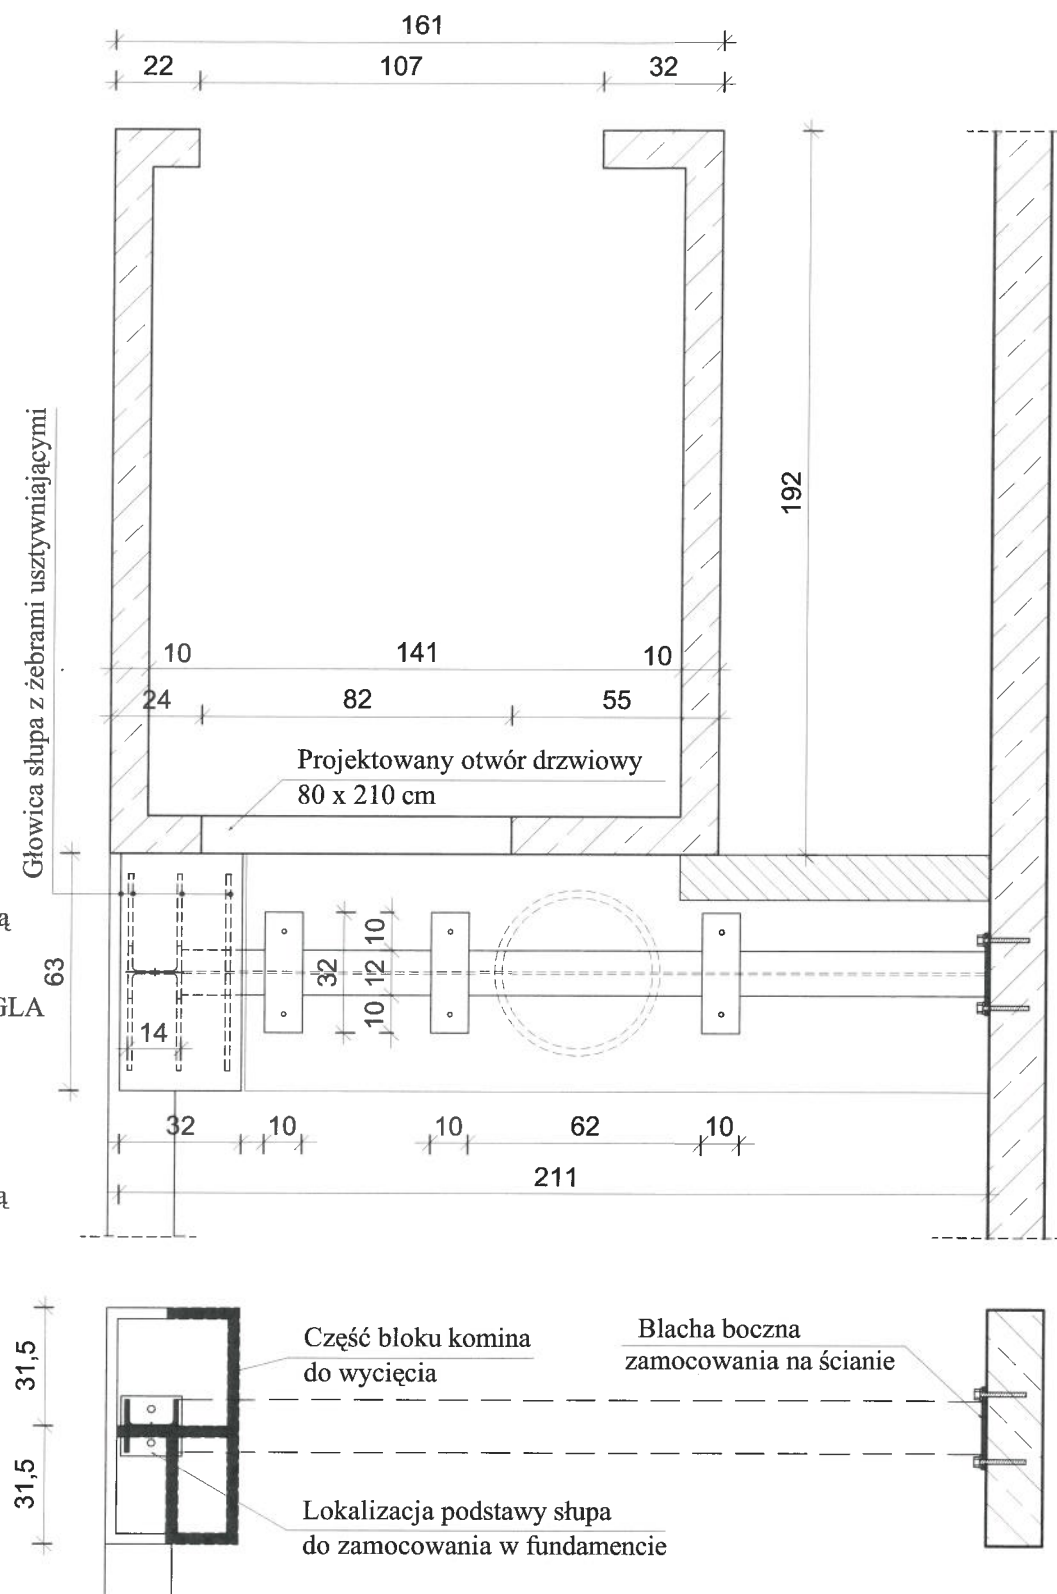 161
22 107 32
192
Głowica słupa z żebrami usztywniającymi
10 141 10
24 82 55
Projektowany otwór drzwiowy
80 x 210 cm
ą
63
GLA
14
32
10
12
10
32 10 10 62 10
211
ą
31,5
31,5
Część bloku komina
do wycięcia
Blacha boczna
zamocowania na ścianie
Lokalizacja podstawy słupa
do zamocowania w fundamencie